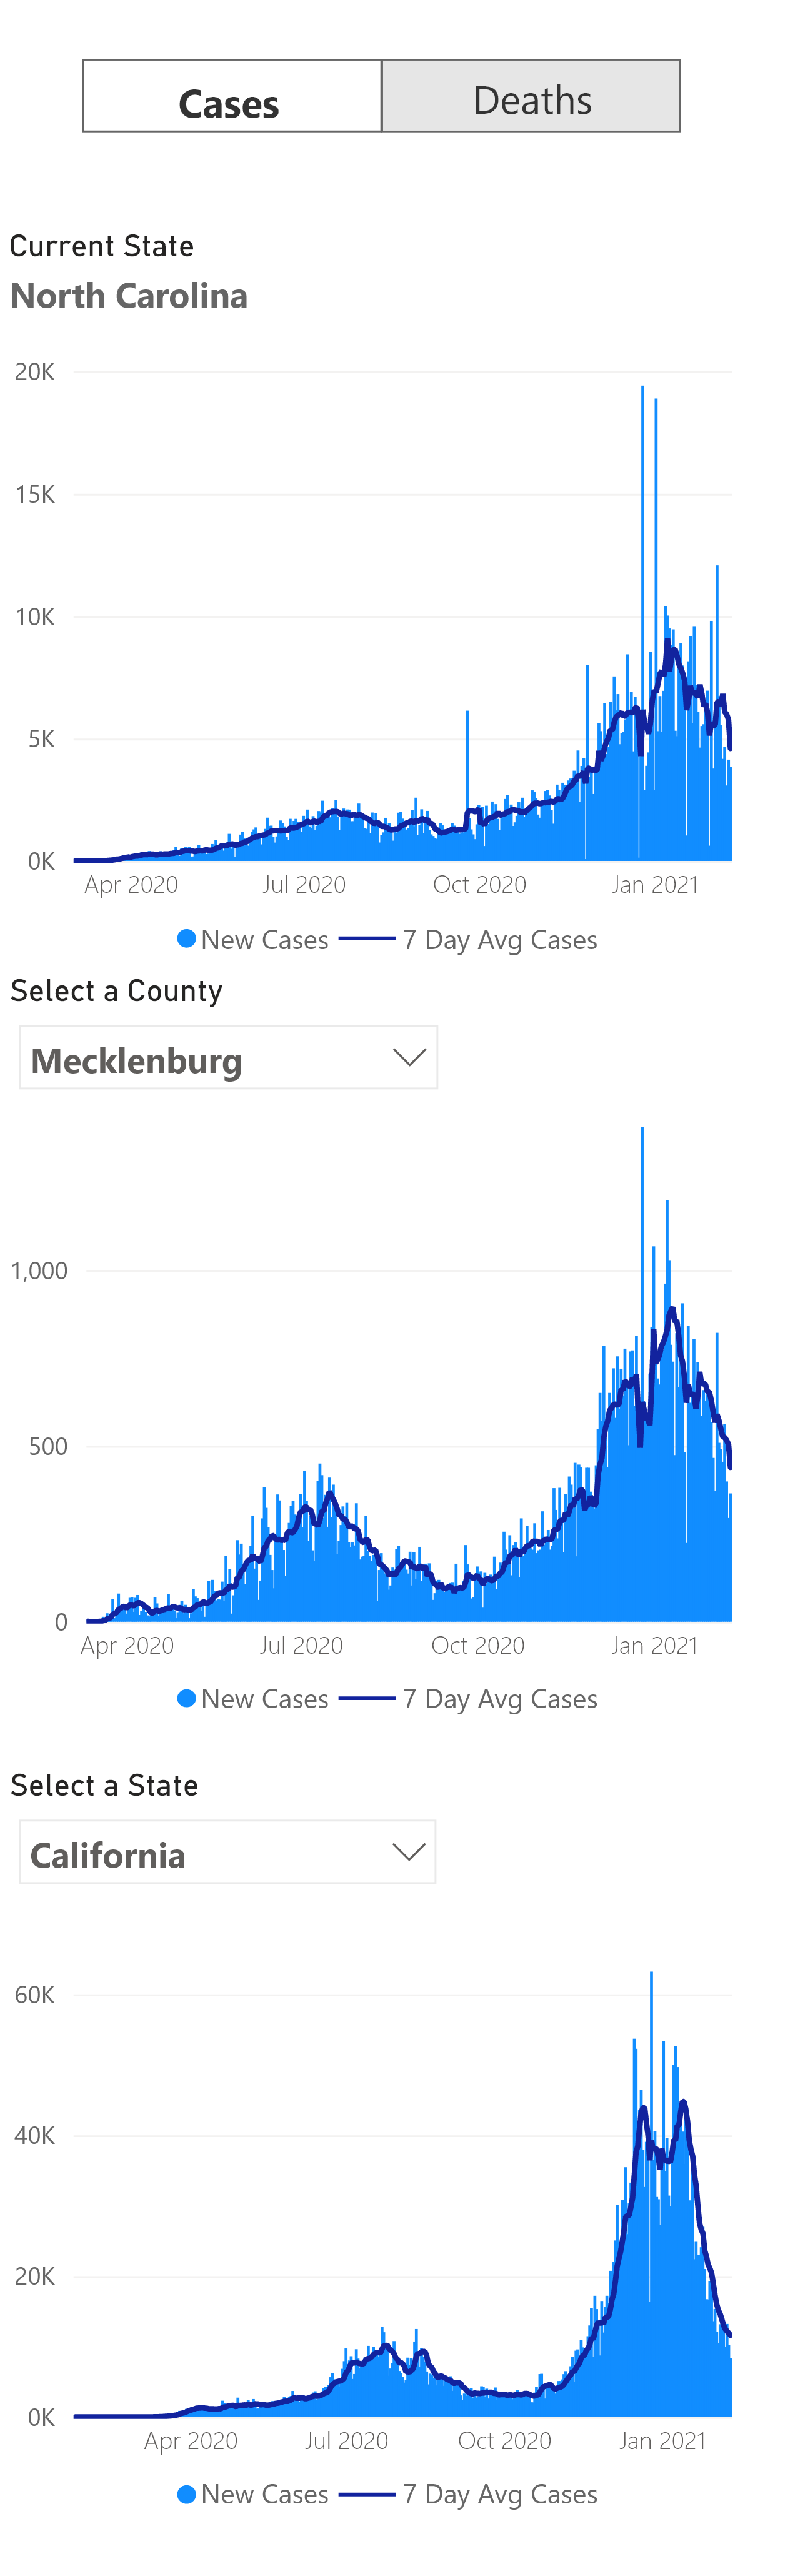 Cases Deaths
Current State
North Carolina
20K
15K
10K
5K
0K
Apr 2020 Jul 2020 Oct 2020 Jan 2021
New Cases 7 Day Avg Cases
Select a County
Mecklenburg
1,000
500
0
Apr 2020 Jul 2020 Oct 2020 Jan 2021
New Cases 7 Day Avg Cases
Select a State
California
60K
40K
20K
0K
Apr 2020 Jul 2020 Oct 2020 Jan 2021
New Cases 7 Day Avg Cases